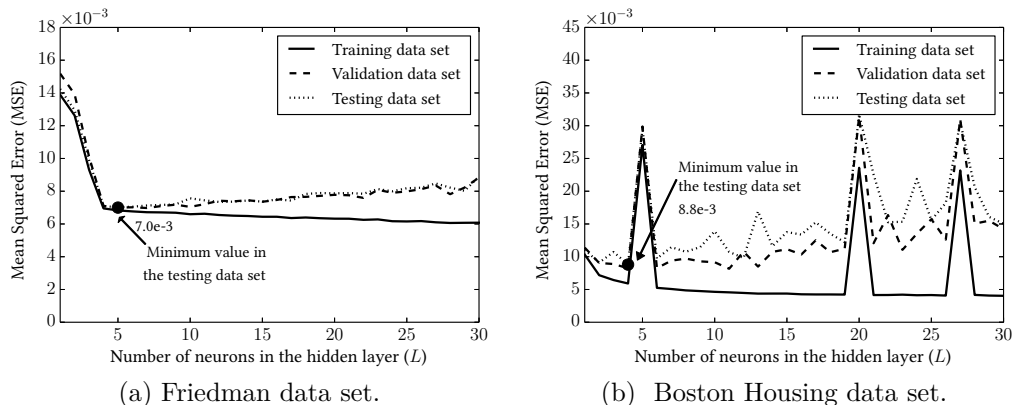 ×10⁻³
18
16
14
12
10
8
6
4
2
0
Mean Squared Error (MSE)
Training data set
Validation data set
Testing data set
7.0e-3
Minimum value in
the testing data set
5 10 15 20 25 30
Number of neurons in the hidden layer (L)
(a) Friedman data set.
×10⁻³
45
40
35
30
25
20
15
10
5
0
Mean Squared Error (MSE)
Training data set
Validation data set
Testing data set
Minimum value in
the testing data set
8.8e-3
5 10 15 20 25 30
Number of neurons in the hidden layer (L)
(b) Boston Housing data set.